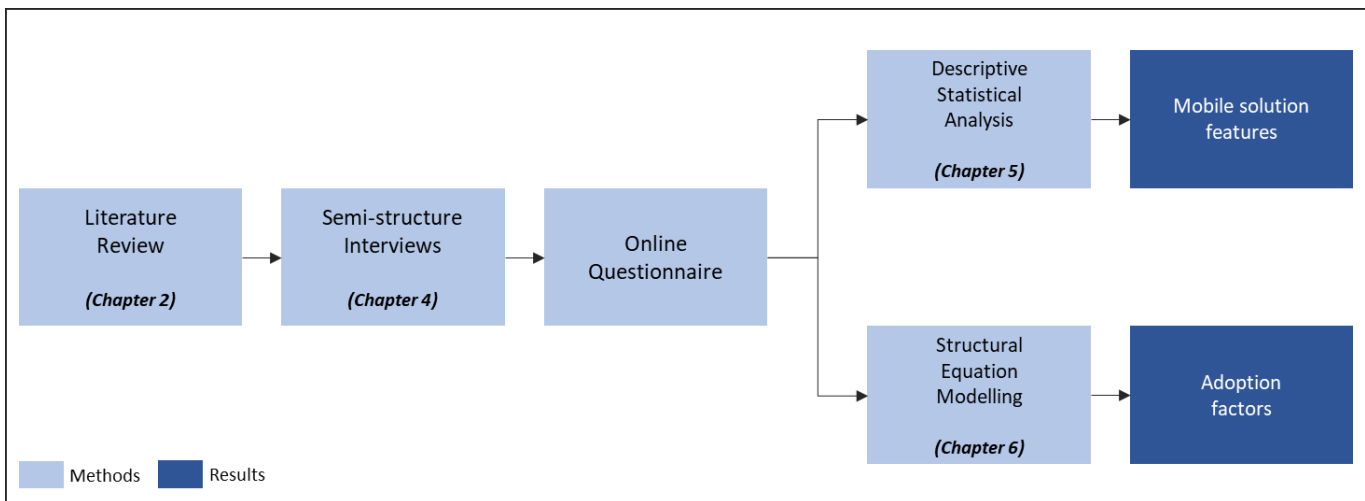 Literature
Review
(Chapter 2)
Semi-structure
Interviews
(Chapter 4)
Online
Questionnaire
Descriptive
Statistical
Analysis
(Chapter 5)
Mobile solution
features
Structural
Equation
Modelling
(Chapter 6)
Adoption
factors
Methods
Results